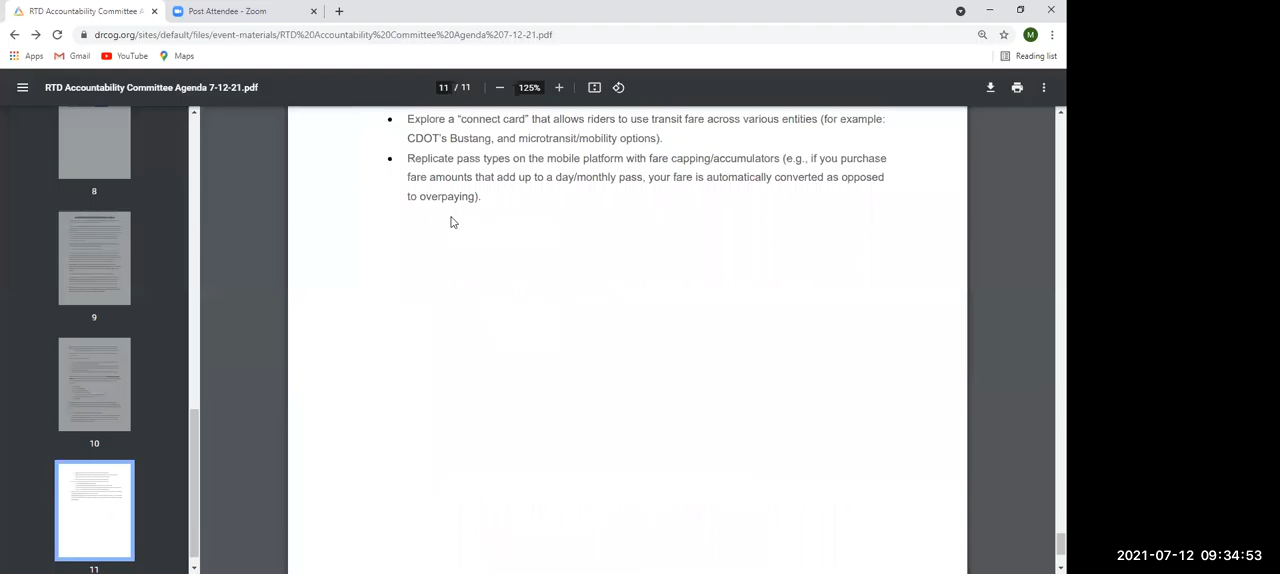 RTD Accountability Committee A
Post Attendee - Zoom
drcog.org/sites/default/files/event-materials/RTD%20Accountability%20Committee%20Agenda%207-12-21.pdf
M
Apps Gmail YouTube Maps Reading list
RTD Accountability Committee Agenda 7-12-21.pdf 11 / 11 125%
• Explore a “connect card” that allows riders to use transit fare across various entities (for example:
CDOT’s Bustang, and microtransit/mobility options).
• Replicate pass types on the mobile platform with fare capping/accumulators (e.g., if you purchase
fare amounts that add up to a day/monthly pass, your fare is automatically converted as opposed
to overpaying).
8
9
10
11
2021-07-12 09:34:53